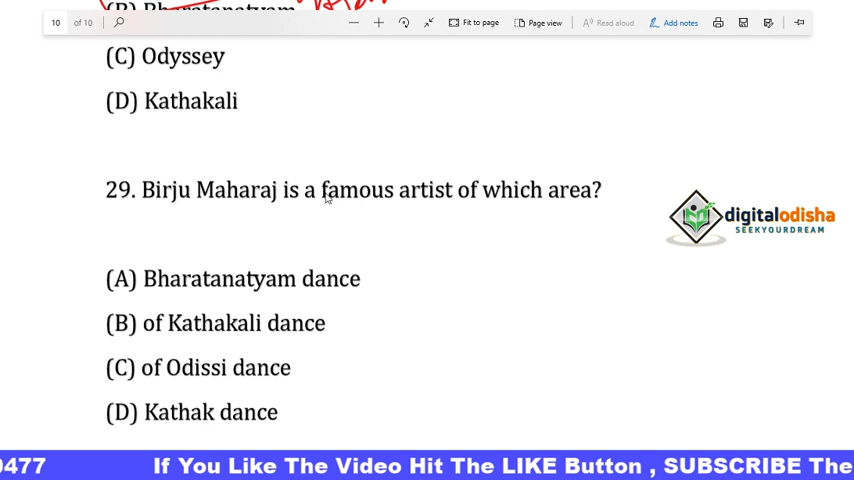 (B) Bharatanatyam
10 of 10 Fit to page Page view Read aloud Add notes
(C) Odyssey
(D) Kathakali
29. Birju Maharaj is a famous artist of which area?
digitalodisha
SEEKYOURDREAM
(A) Bharatanatyam dance
(B) of Kathakali dance
(C) of Odissi dance
(D) Kathak dance
0477 If You Like The Video Hit The LIKE Button , SUBSCRIBE The